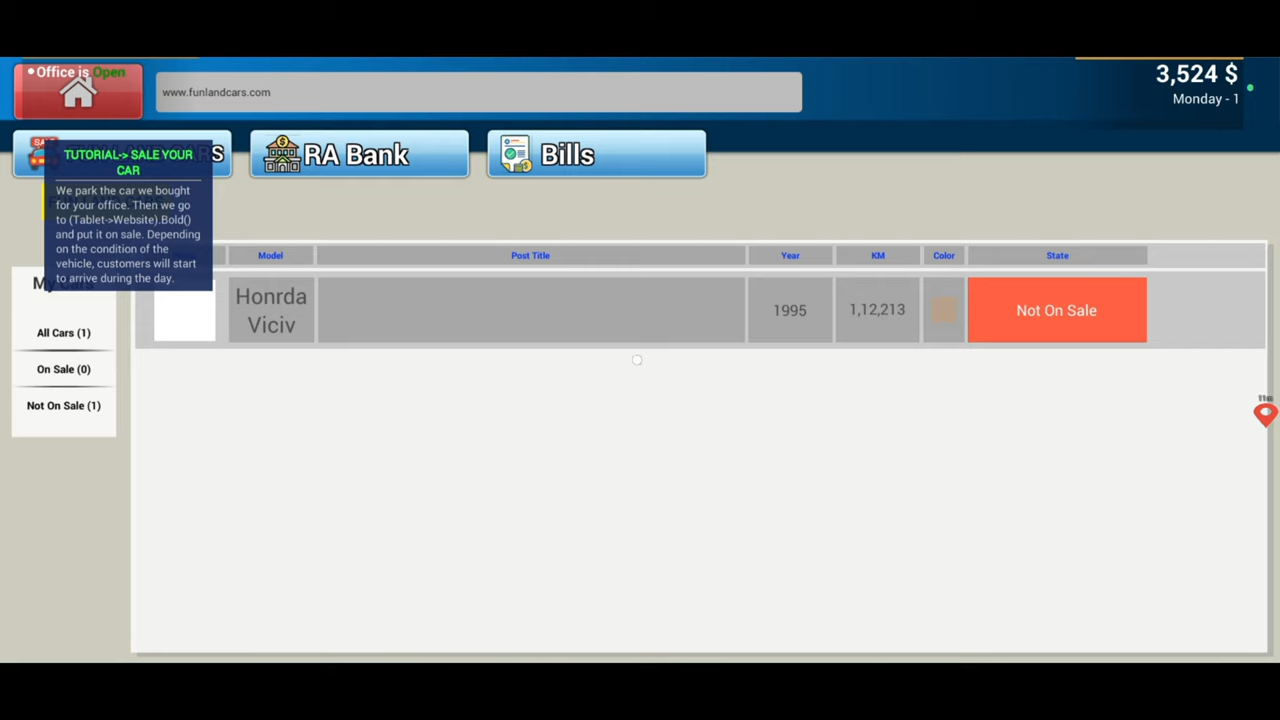 Office is Open
www.funlandcars.com
3,524 $
Monday - 1
S
RA Bank
Bills
TUTORIAL-> SALE YOUR
CAR
We park the car we bought
for your office. Then we go
to (Tablet->Website).Bold()
and put it on sale. Depending
on the condition of the
vehicle, customers will start
to arrive during the day.
Model
Post Title
Year
KM
Color
State
Honrda
Viciv
1995
1,12,213
Not On Sale
All Cars (1)
On Sale (0)
Not On Sale (1)
11m